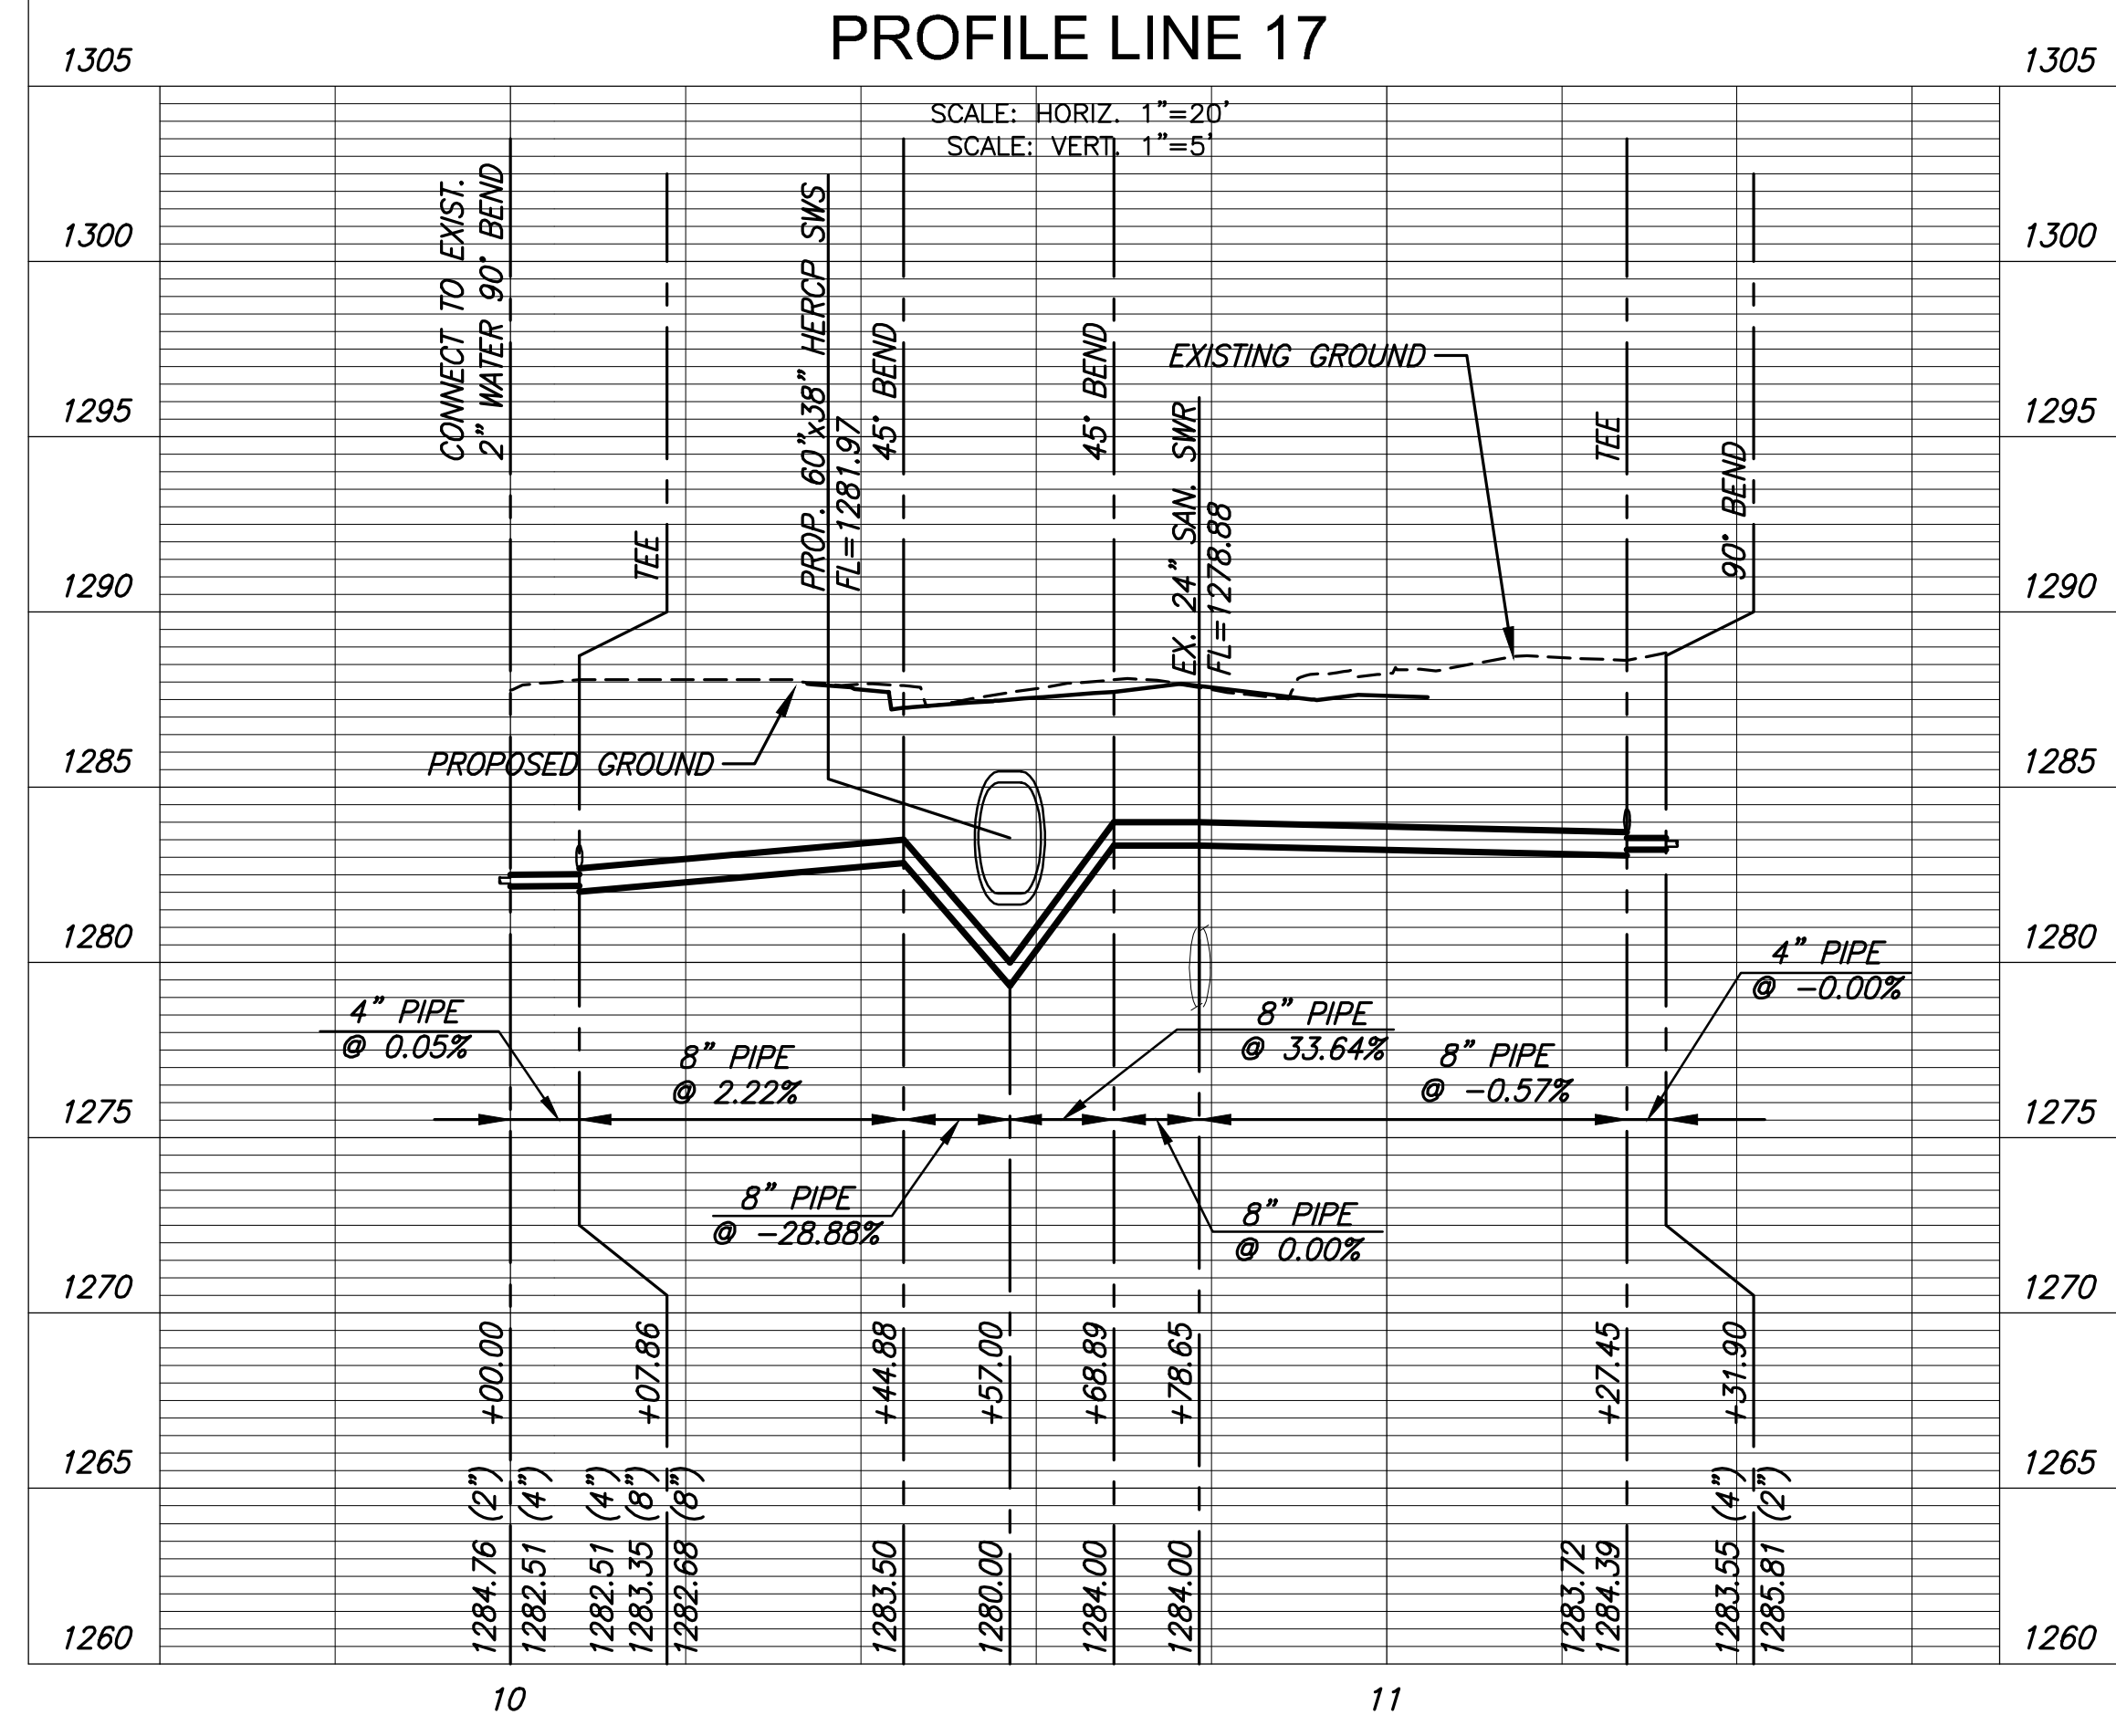 PROFILE LINE 17
SCALE: HORIZ. 1"=20'
SCALE: VERT. 1"=5'
1305
1305
1300
1300
1295
1295
1290
1290
1285
1285
1280
1280
1275
1275
1270
1270
1265
1265
1260
1260
CONNECT TO EXIST.
2" WATER 90° BEND
TEE
PROP. 60"x38" HERCP SWS
FL=1281.97
45° BEND
45° BEND
EX. 24" SAN. SWR
FL=1278.88
EXISTING GROUND
TEE
90° BEND
PROPOSED GROUND
4" PIPE
@ 0.05%
8" PIPE
@ 2.22%
8" PIPE
@ -28.88%
8" PIPE
@ 33.64%
8" PIPE
@ 0.00%
8" PIPE
@ -0.57%
4" PIPE
@ -0.00%
+00.00
+07.86
+44.88
+57.00
+68.89
+78.65
+27.45
+31.90
1284.76 (2")
1282.51 (4")
1282.51 (4")
1283.35 (8")
1282.68 (8")
1283.50
1280.00
1284.00
1284.00
1283.72
1284.39
1283.55 (4")
1285.81 (2")
10
11